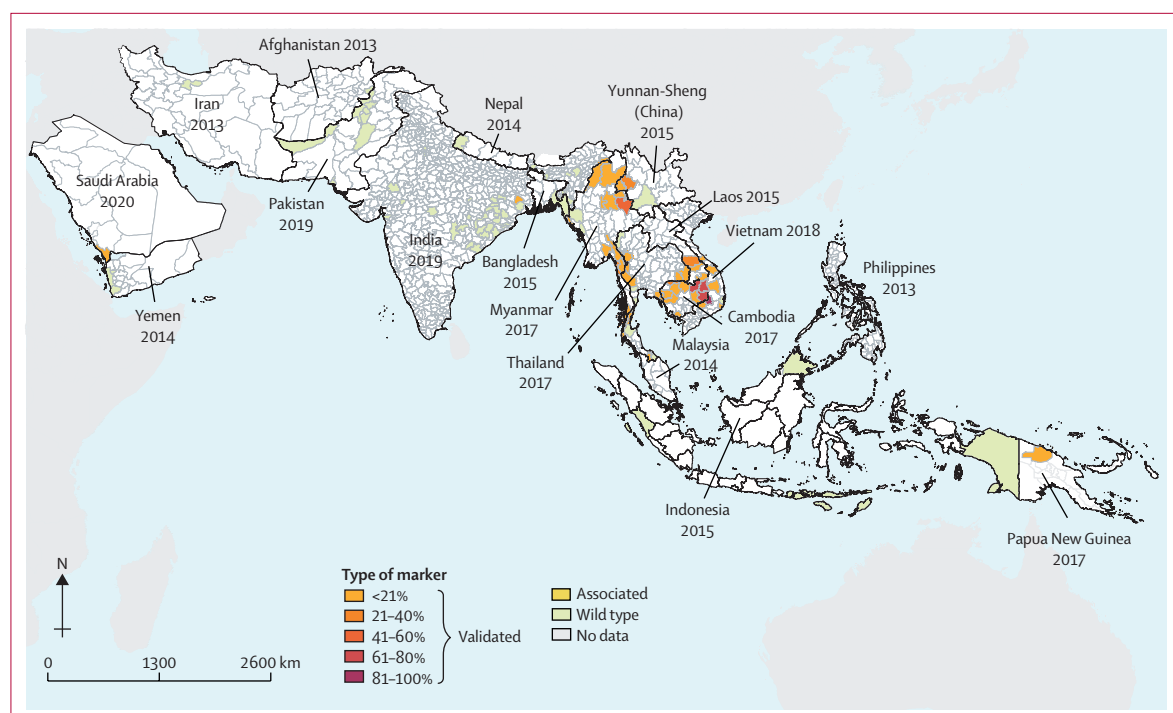 Afghanistan 2013
Iran
2013
Nepal
2014
Yunnan-Sheng
(China)
2015
Saudi Arabia
2020
Pakistan
2019
India
2019
Laos 2015
Vietnam 2018
Bangladesh
2015
Philippines
2013
Yemen
2014
Myanmar
2017
Cambodia
2017
Thailand
2017
Malaysia
2014
Indonesia
2015
Papua New Guinea
2017
N
0 1300 2600 km
Type of marker
<21%
21–40%
41–60%
61–80%
81–100%
Validated
Associated
Wild type
No data